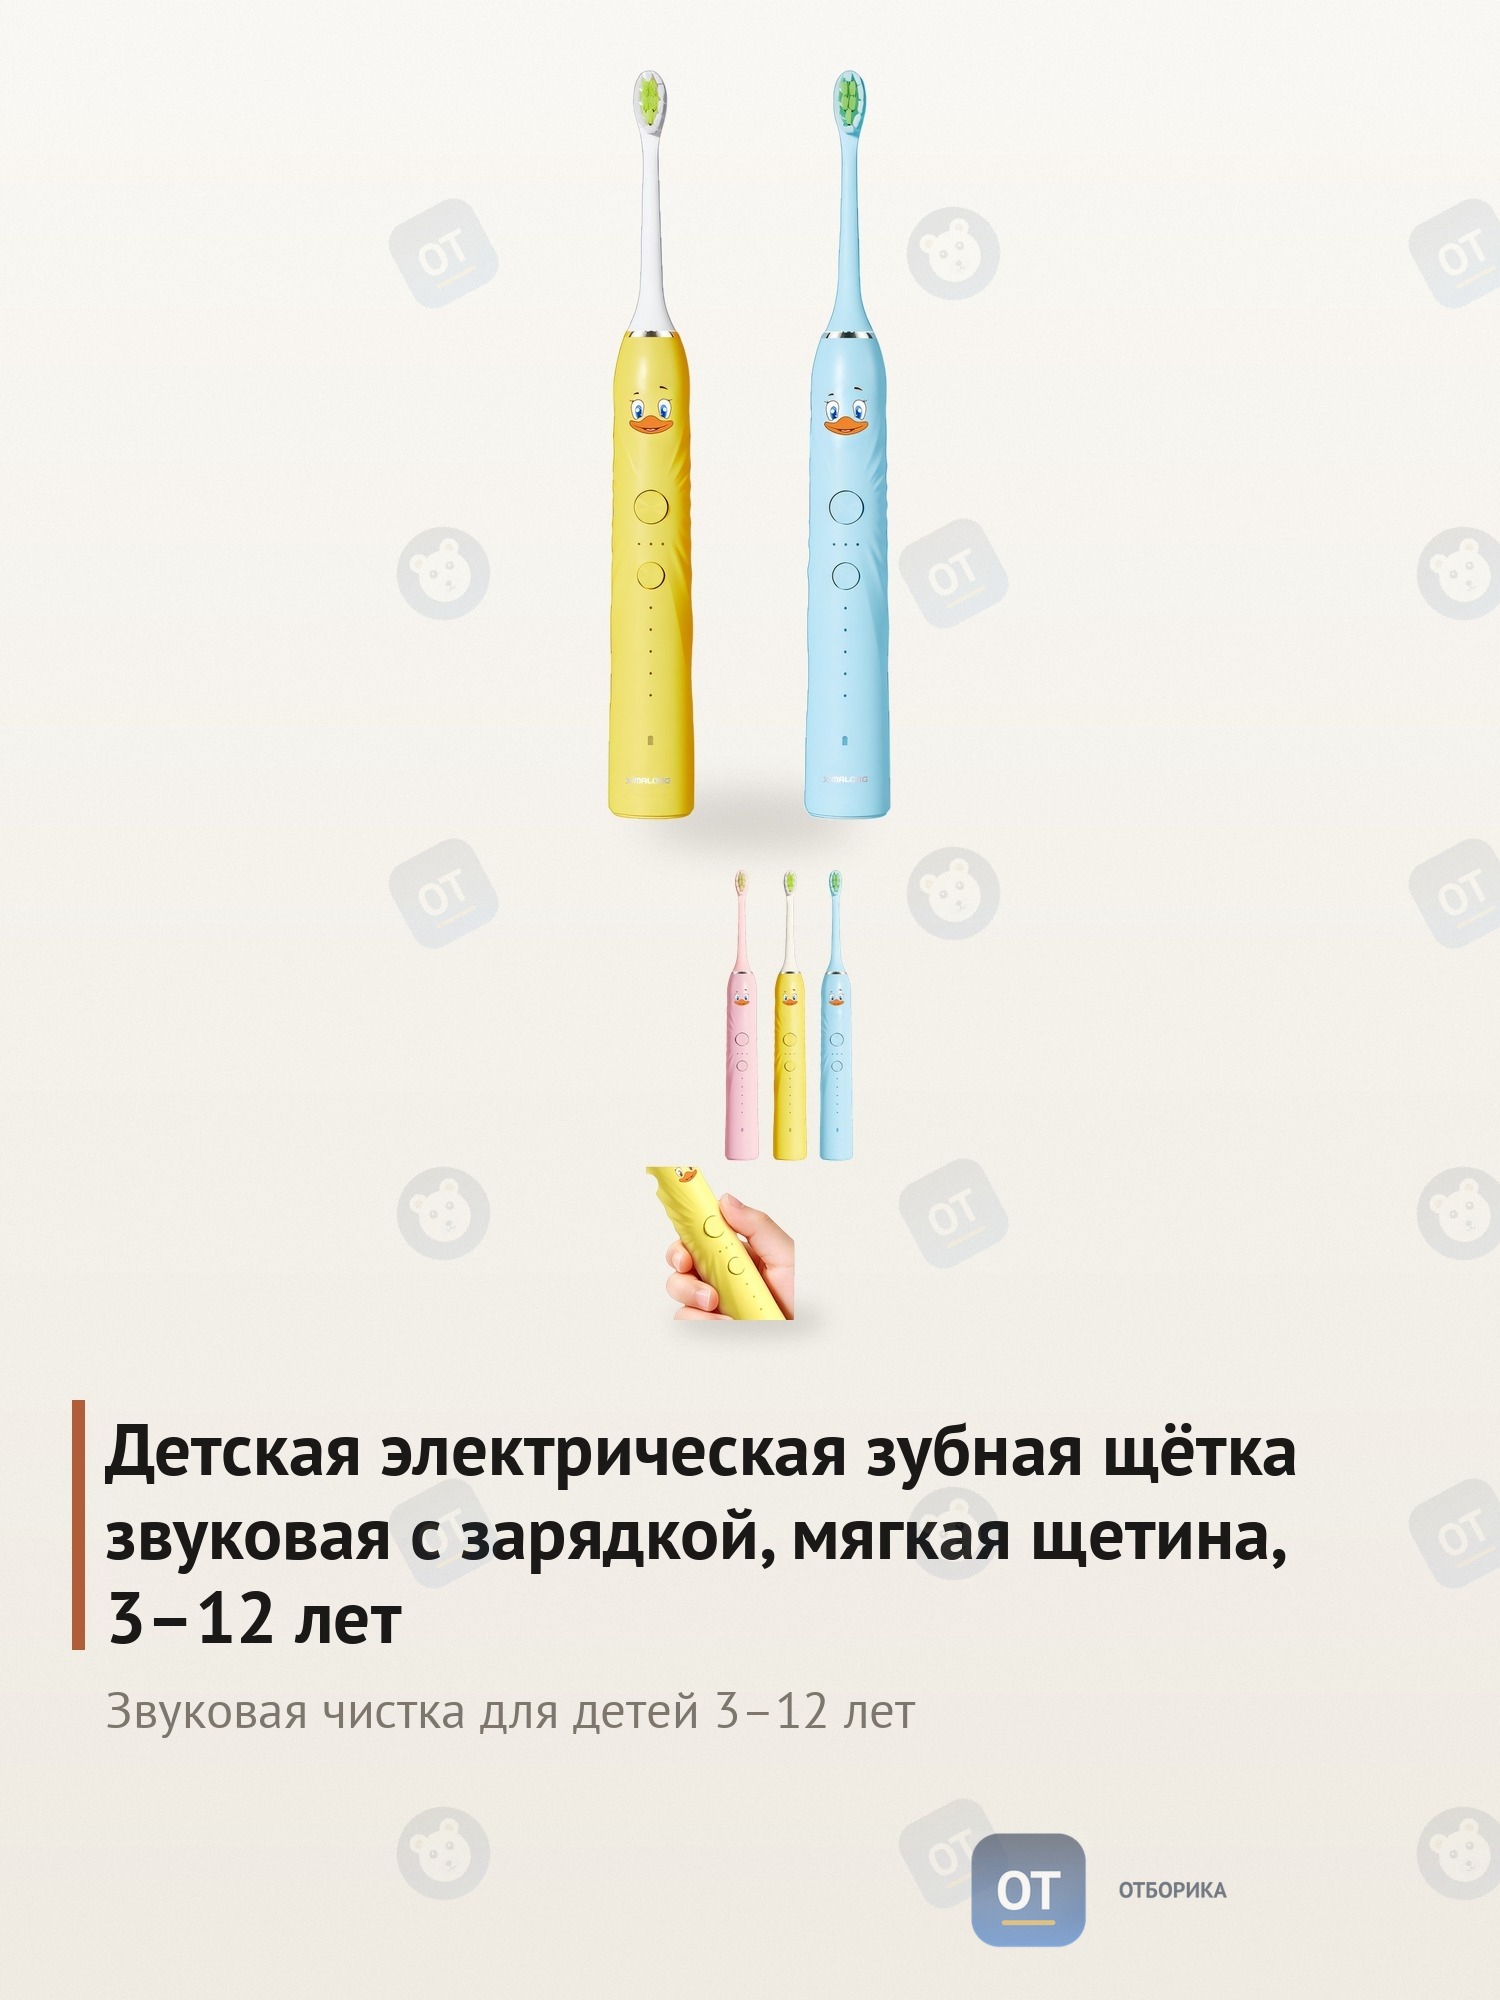 Детская электрическая зубная щётка
звуковая с зарядкой, мягкая щетина,
3–12 лет
Звуковая чистка для детей 3–12 лет
ОТ
ОТБОРИКА